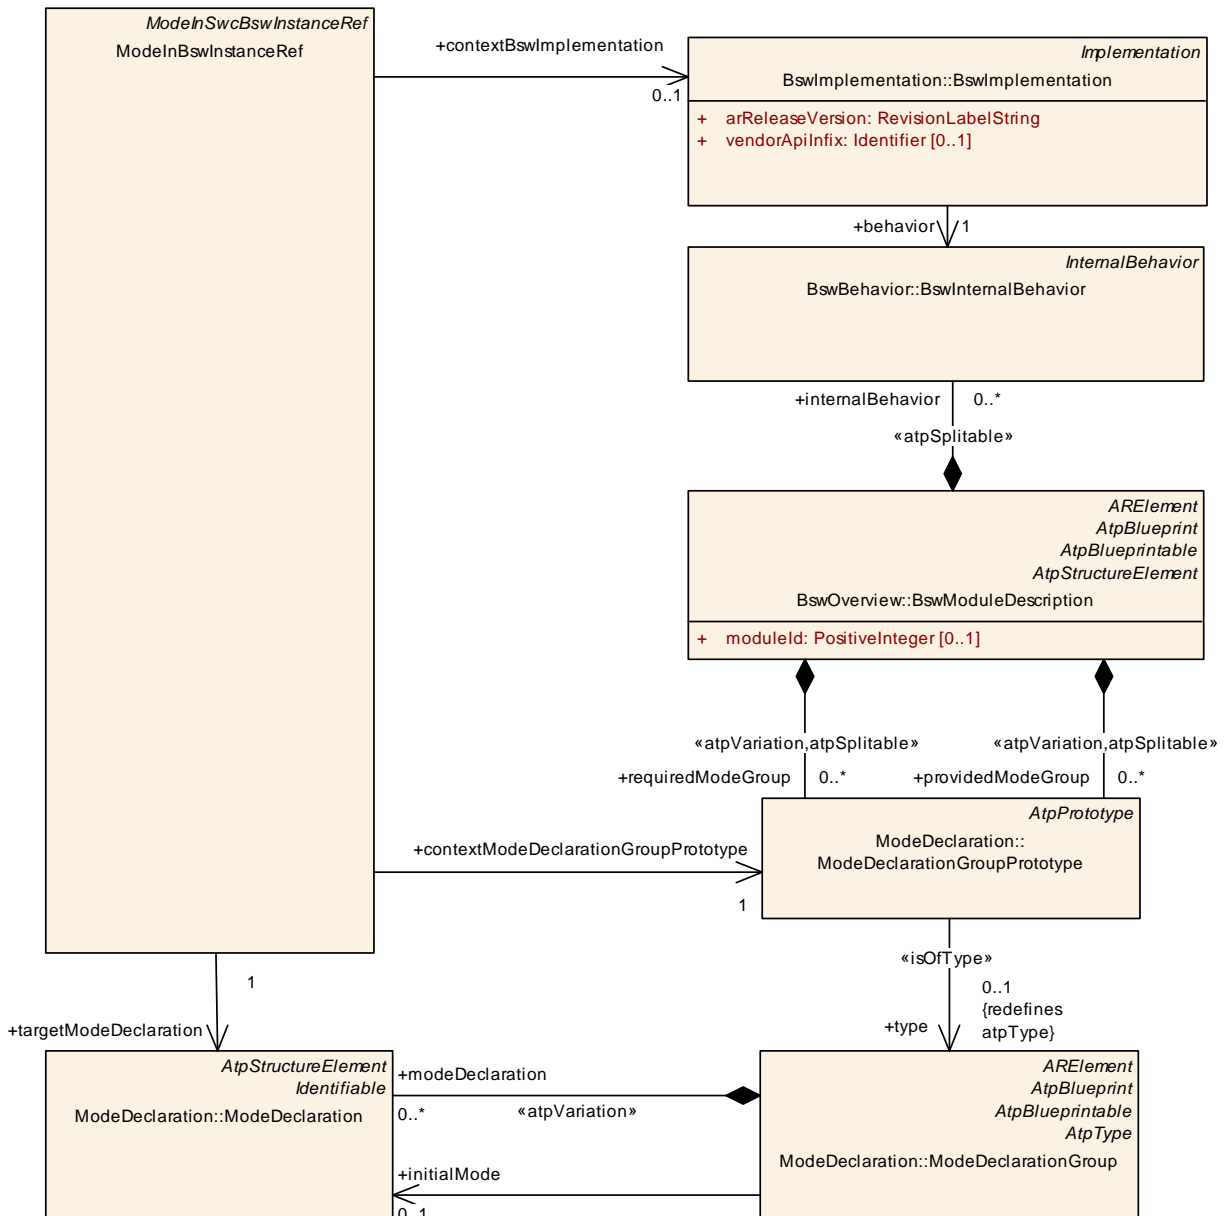 ModeInSwcBswInstanceRef
ModeInBswInstanceRef
+contextBswImplementation
0..1
Implementation
BswImplementation::BswImplementation
+ arReleaseVersion: RevisionLabelString
+ vendorApiInfix: Identifier [0..1]
+behavior
1
InternalBehavior
BswBehavior::BswInternalBehavior
+internalBehavior
0..*
«atpSplitable»
ARElement
AtpBlueprint
AtpBlueprintable
AtpStructureElement
BswOverview::BswModuleDescription
+ moduleId: PositiveInteger [0..1]
«atpVariation,atpSplitable»
«atpVariation,atpSplitable»
+requiredModeGroup
0..*
+providedModeGroup
0..*
AtpPrototype
ModeDeclaration::
ModeDeclarationGroupPrototype
+contextModeDeclarationGroupPrototype
1
«isOfType»
0..1
{redefines
atpType}
+type
1
+targetModeDeclaration
AtpStructureElement
Identifiable
ModeDeclaration::ModeDeclaration
+modeDeclaration
0..*
«atpVariation»
+initialMode
0..1
ARElement
AtpBlueprint
AtpBlueprintable
AtpType
ModeDeclaration::ModeDeclarationGroup